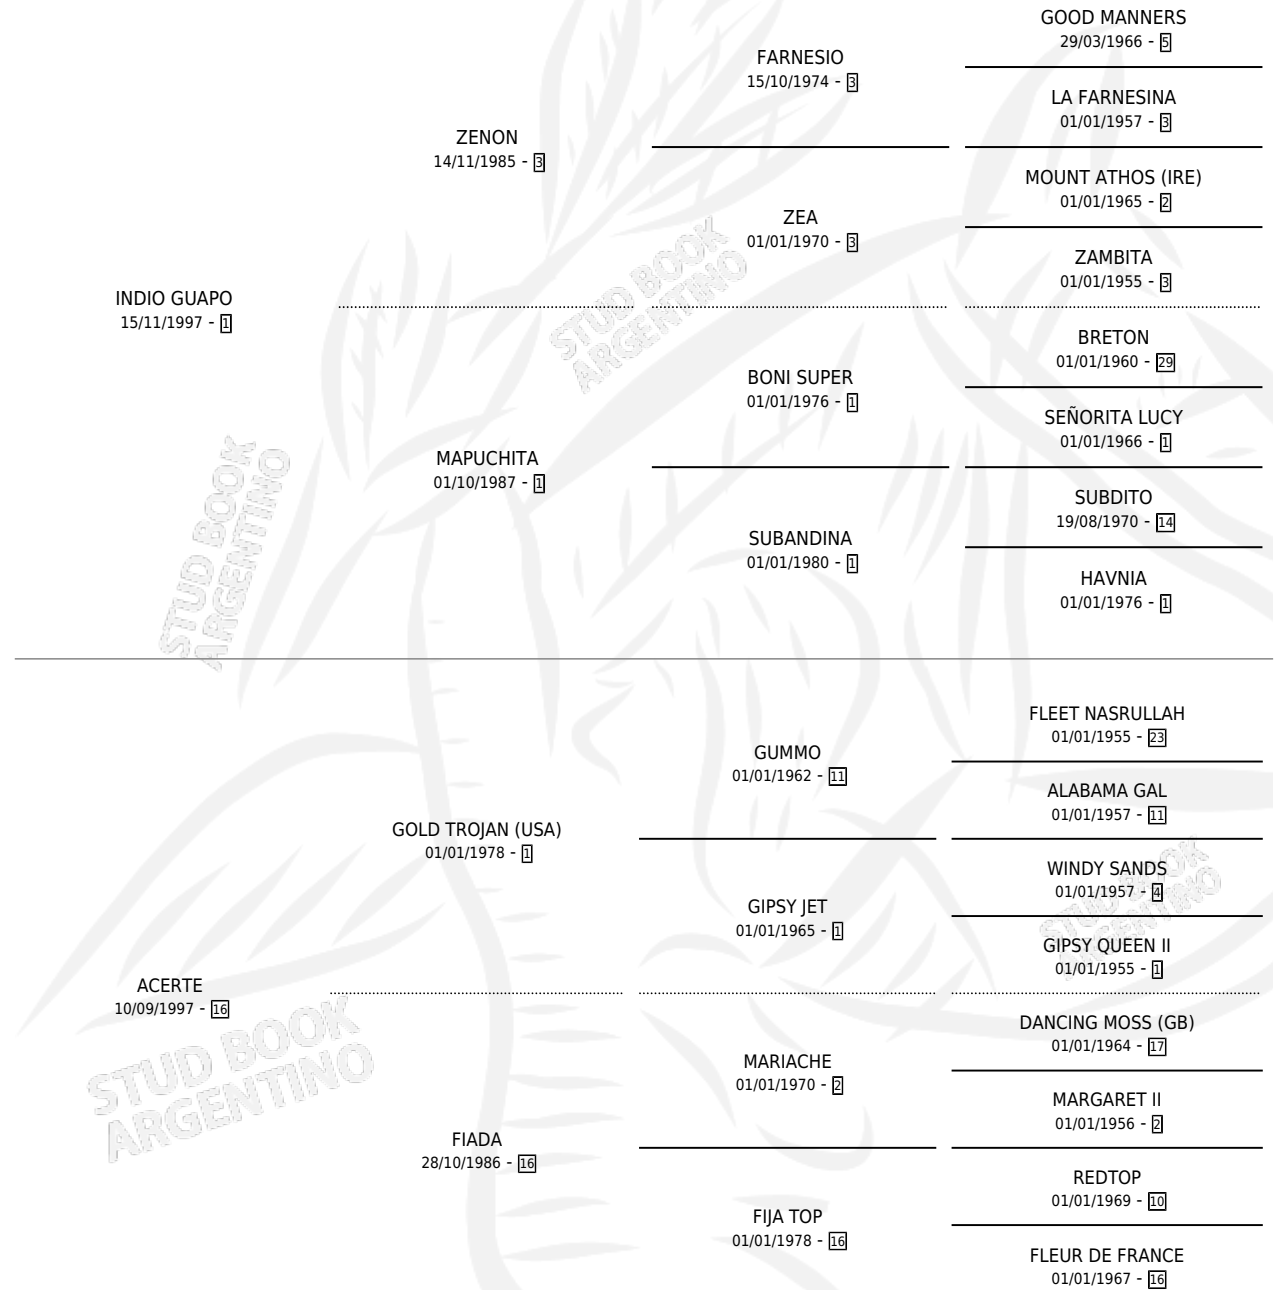 GOOD MANNERS
29/03/1966 - 5
FARNESIO
15/10/1974 - 3
LA FARNESINA
01/01/1957 - 3
ZENON
14/11/1985 - 3
MOUNT ATHOS (IRE)
01/01/1965 - 2
ZEA
01/01/1970 - 3
ZAMBITA
01/01/1955 - 3
INDIO GUAPO
15/11/1997 - 1
STUD BOOK
ARGENTINO
BRETON
01/01/1960 - 29
BONI SUPER
01/01/1976 - 1
SEÑORITA LUCY
01/01/1966 - 1
MAPUCHITA
01/10/1987 - 1
SUBDITO
19/08/1970 - 14
SUBANDINA
01/01/1980 - 1
HAVNIA
01/01/1976 - 1
STUD BOOK
ARGENTINO
FLEET NASRULLAH
01/01/1955 - 23
GUMMO
01/01/1962 - 11
ALABAMA GAL
01/01/1957 - 11
GOLD TROJAN (USA)
01/01/1978 - 1
WINDY SANDS
01/01/1957 - 4
GIPSY JET
01/01/1965 - 1
STUD BOOK
ARGENTINO
GIPSY QUEEN II
01/01/1955 - 1
ACERTE
10/09/1997 - 16
STUD BOOK
ARGENTINO
DANCING MOSS (GB)
01/01/1964 - 17
MARIACHE
01/01/1970 - 2
MARGARET II
01/01/1956 - 2
FIADA
28/10/1986 - 16
REDTOP
01/01/1969 - 10
FIJA TOP
01/01/1978 - 16
FLEUR DE FRANCE
01/01/1967 - 16